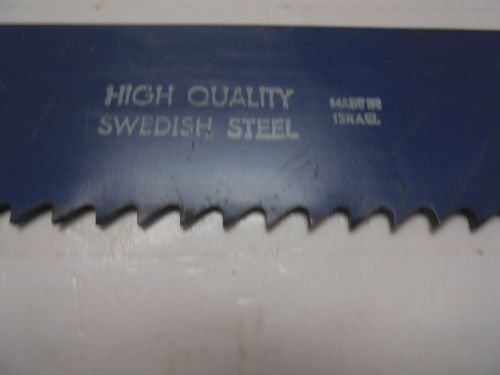 HIGH QUALITY
SWEDISH STEEL
MADE IN
ISRAEL